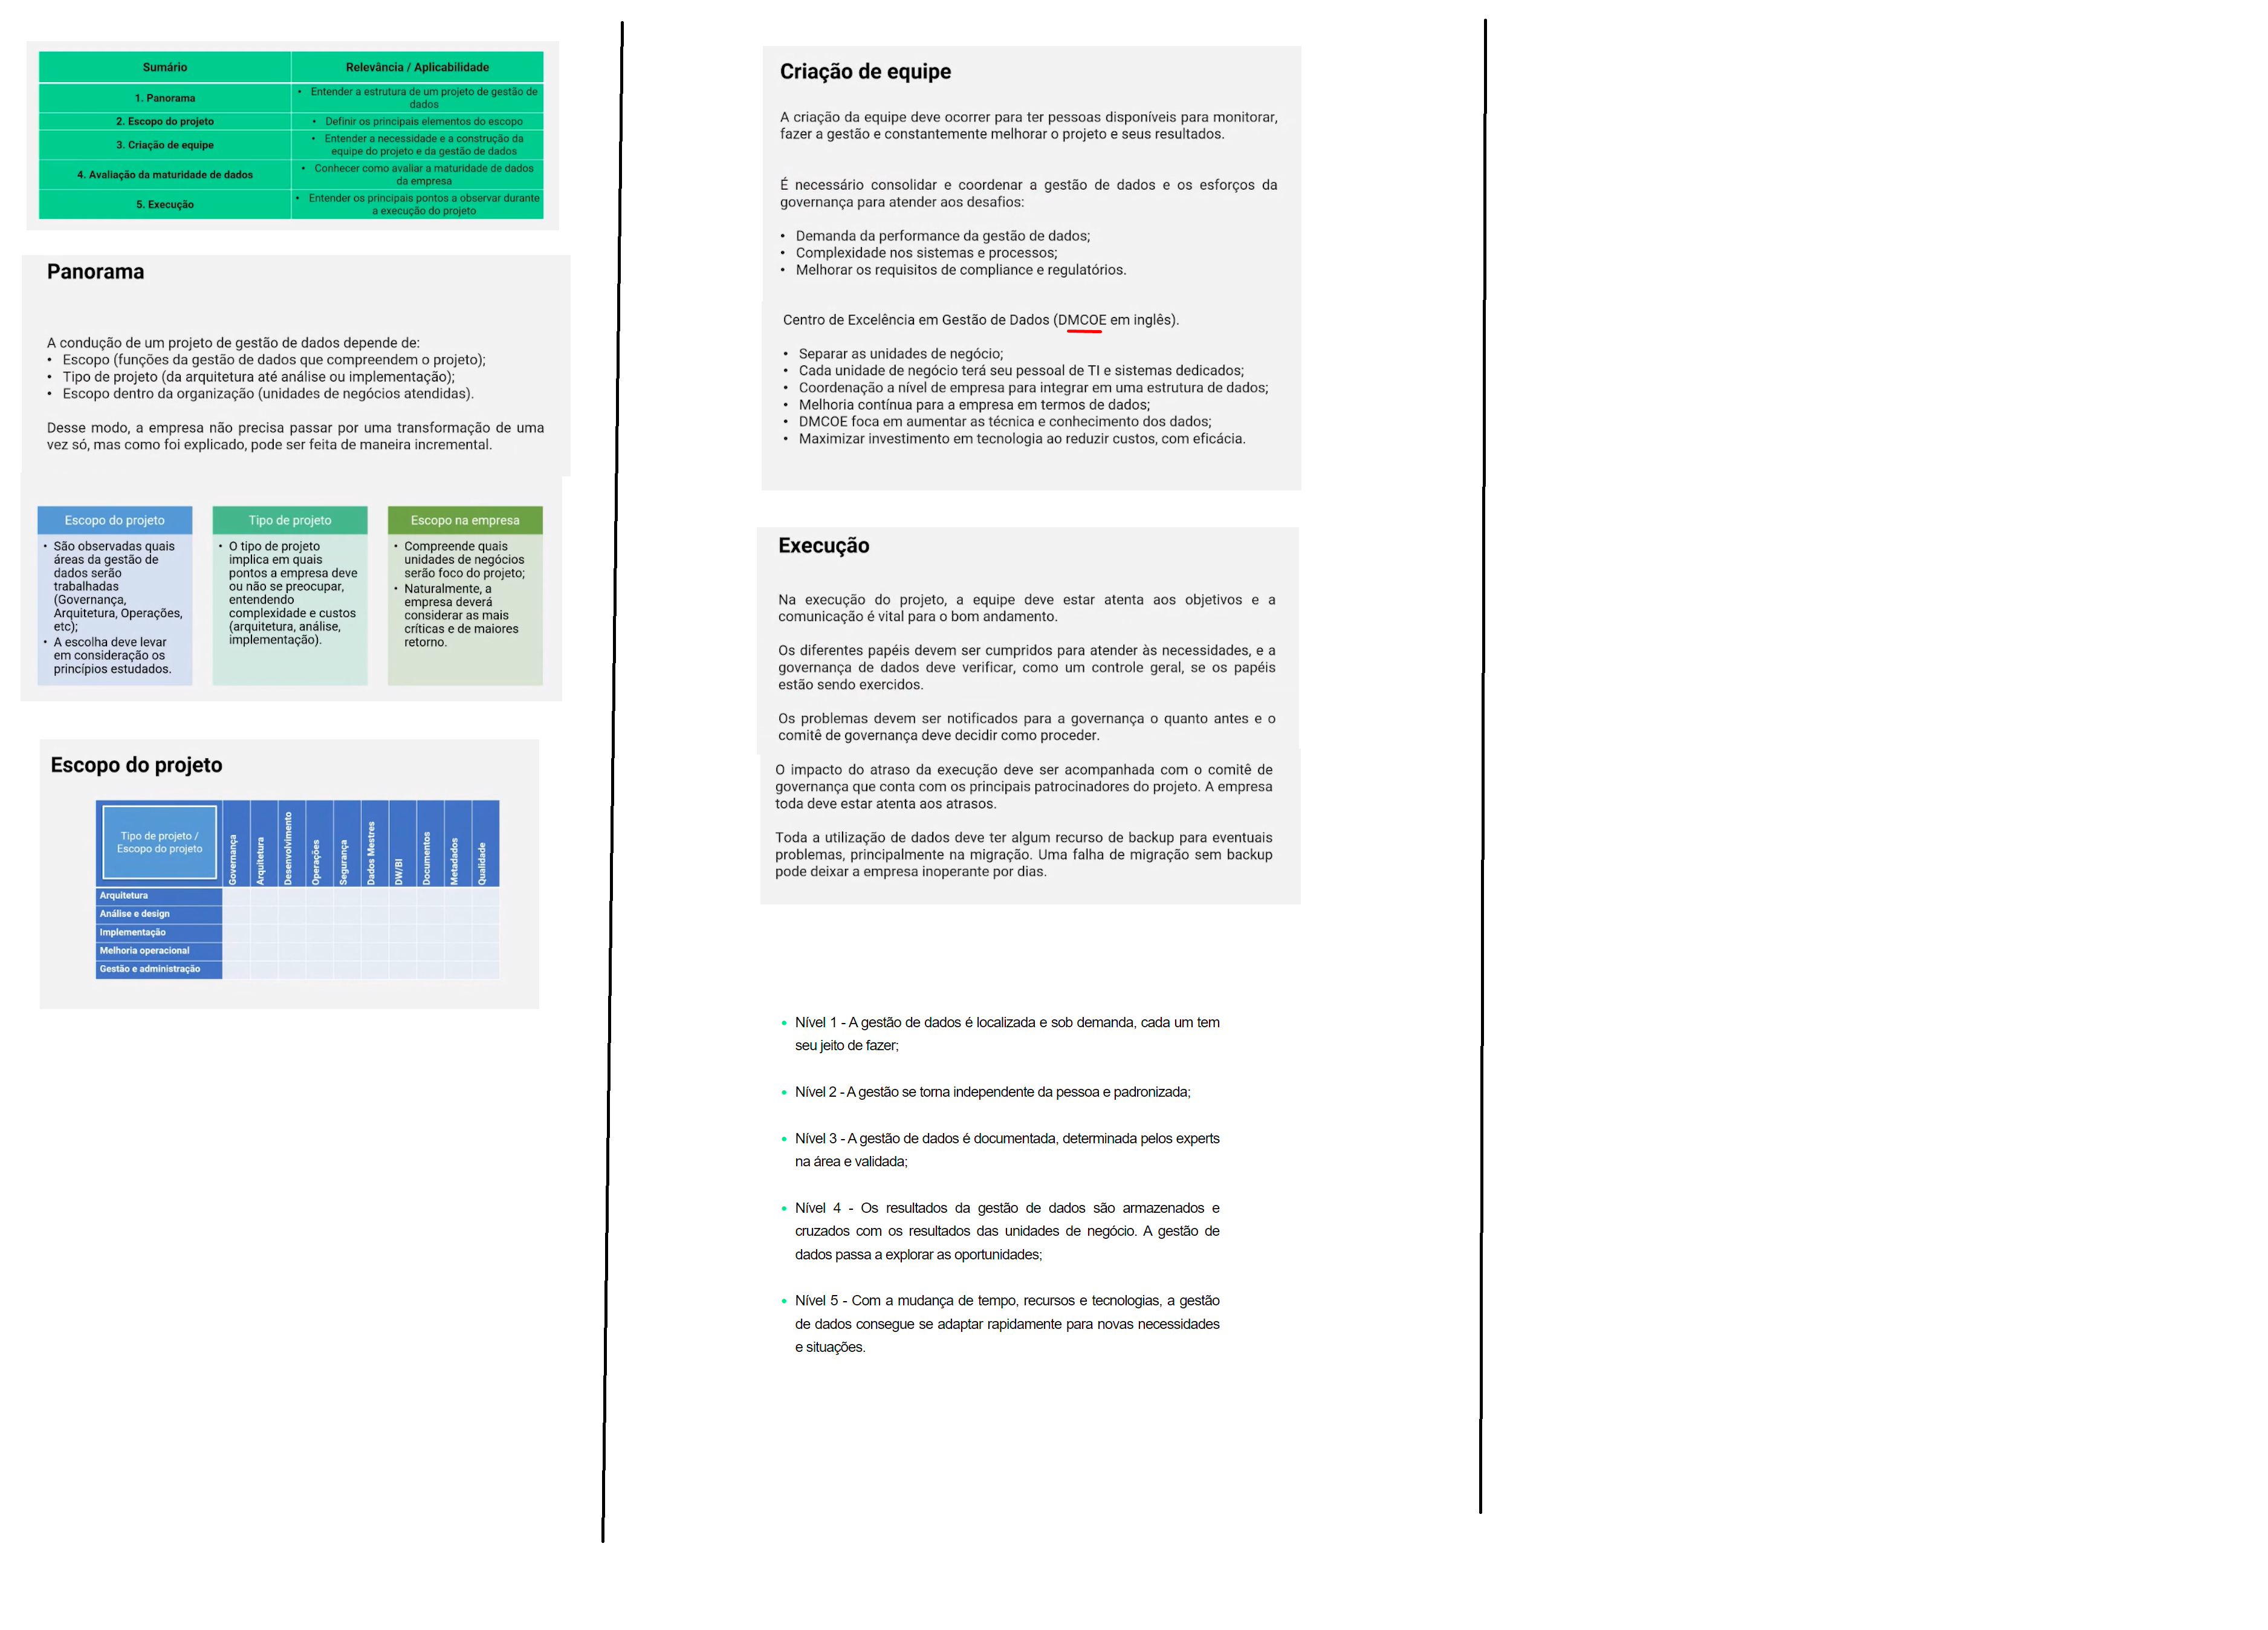 Sumário
Relevância / Aplicabilidade
1. Panorama
• Entender a estrutura de um projeto de gestão de
dados
2. Escopo do projeto
• Definir os principais elementos do escopo
3. Criação de equipe
• Entender a necessidade e a construção da
equipe do projeto e da gestão de dados
4. Avaliação da maturidade de dados
• Conhecer como avaliar a maturidade de dados
da empresa
5. Execução
• Entender os principais pontos a observar durante
a execução do projeto
Panorama
A condução de um projeto de gestão de dados depende de:
• Escopo (funções da gestão de dados que compreendem o projeto);
• Tipo de projeto (da arquitetura até análise ou implementação);
• Escopo dentro da organização (unidades de negócios atendidas).
Desse modo, a empresa não precisa passar por uma transformação de uma
vez só, mas como foi explicado, pode ser feita de maneira incremental.
Escopo do projeto
• São observadas quais
áreas da gestão de
dados serão
trabalhadas
(Governança,
Arquitetura, Operações,
etc);
• A escolha deve levar
em consideração os
princípios estudados.
Tipo de projeto
• O tipo de projeto
implica em quais
pontos a empresa deve
ou não se preocupar,
entendendo
complexidade e custos
(arquitetura, análise,
implementação).
Escopo na empresa
• Compreende quais
unidades de negócios
serão foco do projeto;
• Naturalmente, a
empresa deverá
considerar as mais
críticas e de maiores
retorno.
Escopo do projeto
Tipo de projeto /
Escopo do projeto
Governança
Arquitetura
Desenvolvimento
Operações
Segurança
Dados Mestres
DW/BI
Documentos
Metadados
Qualidade
Arquitetura
Análise e design
Implementação
Melhoria operacional
Gestão e administração
Criação de equipe
A criação da equipe deve ocorrer para ter pessoas disponíveis para monitorar,
fazer a gestão e constantemente melhorar o projeto e seus resultados.
É necessário consolidar e coordenar a gestão de dados e os esforços da
governança para atender aos desafios:
• Demanda da performance da gestão de dados;
• Complexidade nos sistemas e processos;
• Melhorar os requisitos de compliance e regulatórios.
Centro de Excelência em Gestão de Dados (DMCOE em inglês).
• Separar as unidades de negócio;
• Cada unidade de negócio terá seu pessoal de TI e sistemas dedicados;
• Coordenação a nível de empresa para integrar em uma estrutura de dados;
• Melhoria contínua para a empresa em termos de dados;
• DMCOE foca em aumentar as técnica e conhecimento dos dados;
• Maximizar investimento em tecnologia ao reduzir custos, com eficácia.
Execução
Na execução do projeto, a equipe deve estar atenta aos objetivos e a
comunicação é vital para o bom andamento.
Os diferentes papéis devem ser cumpridos para atender às necessidades, e a
governança de dados deve verificar, como um controle geral, se os papéis
estão sendo exercidos.
Os problemas devem ser notificados para a governança o quanto antes e o
comitê de governança deve decidir como proceder.
O impacto do atraso da execução deve ser acompanhada com o comitê de
governança que conta com os principais patrocinadores do projeto. A empresa
toda deve estar atenta aos atrasos.
Toda a utilização de dados deve ter algum recurso de backup para eventuais
problemas, principalmente na migração. Uma falha de migração sem backup
pode deixar a empresa inoperante por dias.
• Nível 1 - A gestão de dados é localizada e sob demanda, cada um tem
seu jeito de fazer;
• Nível 2 - A gestão se torna independente da pessoa e padronizada;
• Nível 3 - A gestão de dados é documentada, determinada pelos experts
na área e validada;
• Nível 4 - Os resultados da gestão de dados são armazenados e
cruzados com os resultados das unidades de negócio. A gestão de
dados passa a explorar as oportunidades;
• Nível 5 - Com a mudança de tempo, recursos e tecnologias, a gestão
de dados consegue se adaptar rapidamente para novas necessidades
e situações.